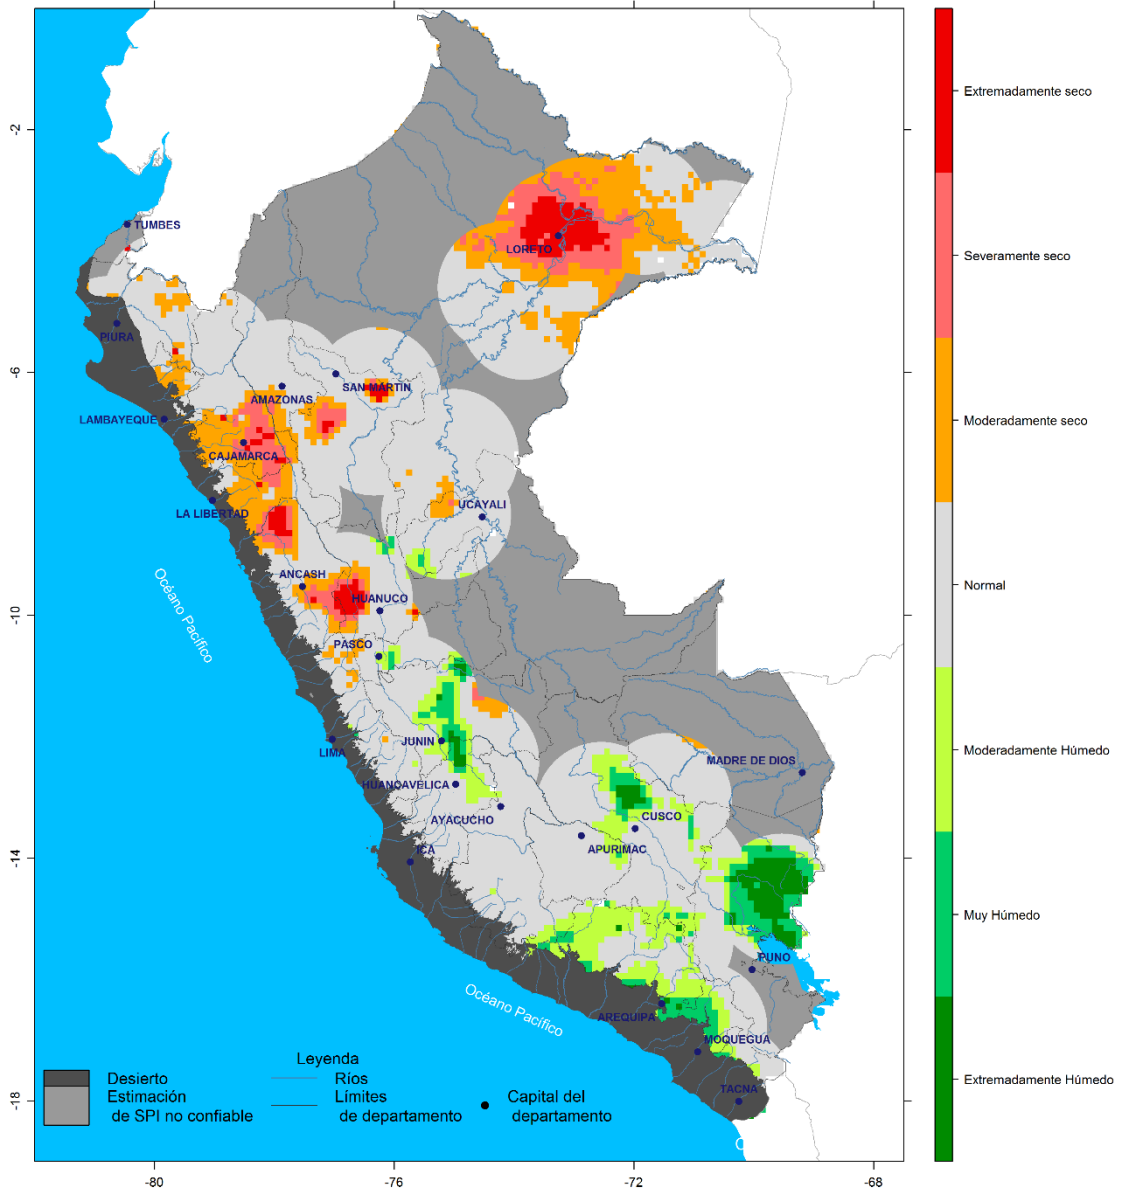 -2
-6
-10
-14
-18
-80
-76
-72
-68
TUMBES
PIURA
LORETO
SAN MARTIN
AMAZONAS
LAMBAYEQUE
CAJAMARCA
LA LIBERTAD
UCAYALI
ANCASH
HUANUCO
PASCO
LIMA
JUNIN
HUANCAVELICA
AYACUCHO
MADRE DE DIOS
CUSCO
APURIMAC
ICA
PUNO
AREQUIPA
MOQUEGUA
TACNA
Océano Pacífico
Océano Pacífico
O
Leyenda
Desierto
Estimación
de SPI no confiable
Ríos
Límites
de departamento
Capital del
departamento
Extremadamente seco
Severamente seco
Moderadamente seco
Normal
Moderadamente Húmedo
Muy Húmedo
Extremadamente Húmedo